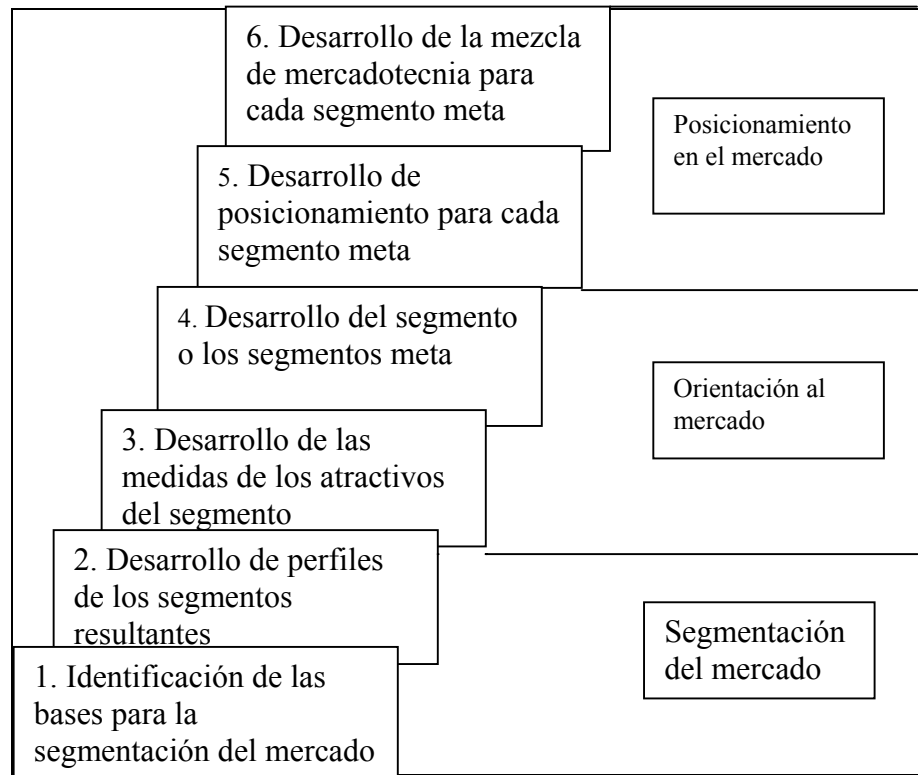 6. Desarrollo de la mezcla
de mercadotecnia para
cada segmento meta
Posicionamiento
en el mercado
5. Desarrollo de
posicionamiento para cada
segmento meta
4. Desarrollo del segmento
o los segmentos meta
Orientación al
mercado
3. Desarrollo de las
medidas de los atractivos
del segmento
2. Desarrollo de perfiles
de los segmentos
resultantes
Segmentación
del mercado
1. Identificación de las
bases para la
segmentación del mercado